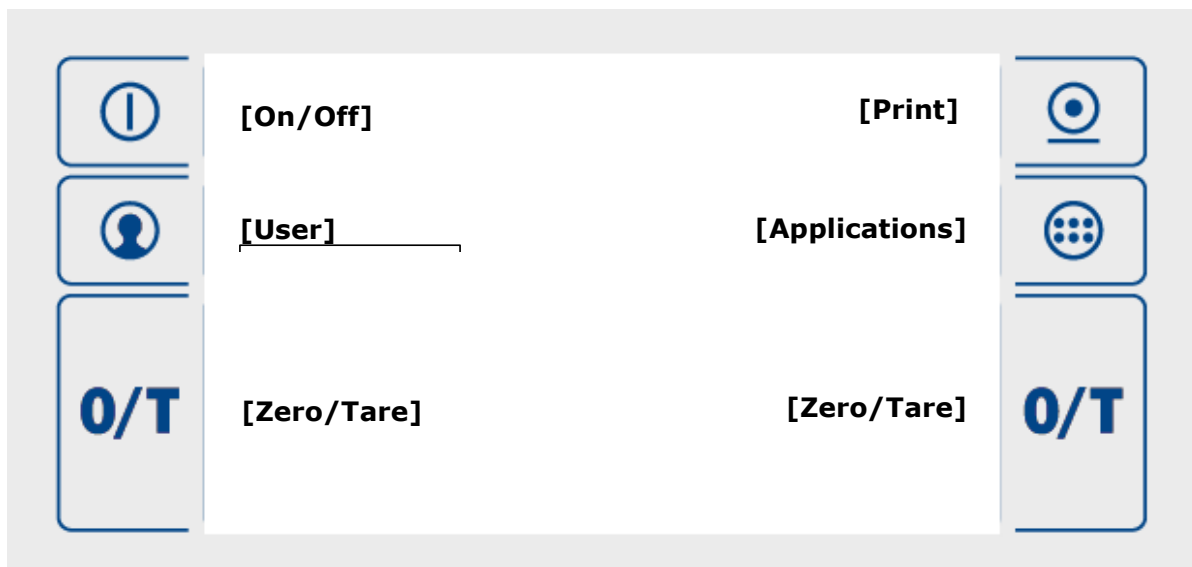 [On/Off]
[Print]
[User]
[Applications]
0/T
[Zero/Tare]
[Zero/Tare]
0/T